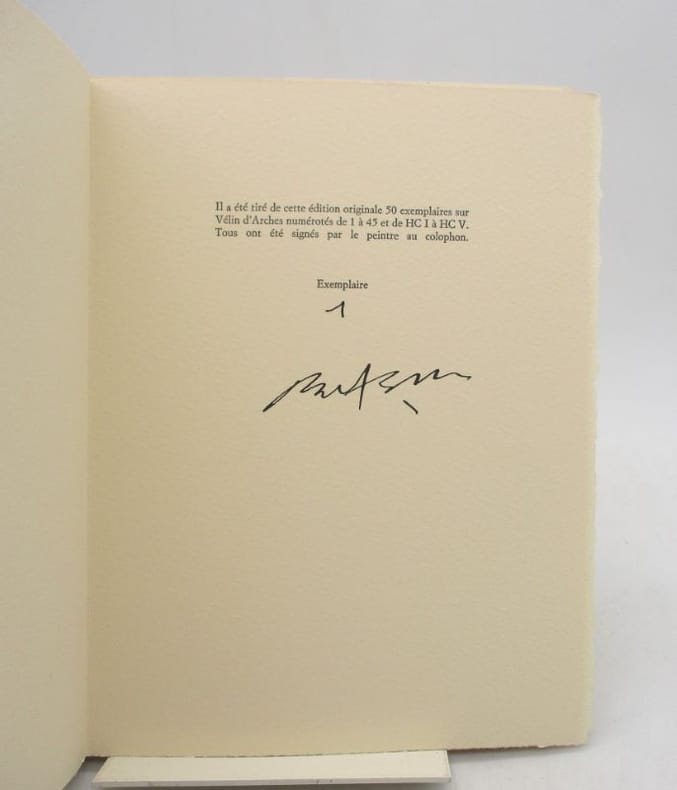 Il a été tiré de cette édition originale 50 exemplaires sur
Vélin d'Arches numérotés de 1 à 45 et de HC I à HC V.
Tous ont été signés par le peintre au colophon.
Exemplaire
1